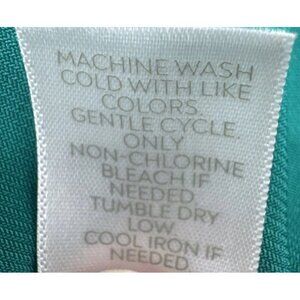 MACHINE WASH
COLD WITH LIKE
COLORS.
GENTLE CYCLE.
ONLY
NON-CHLORINE
BLEACH IF
NEEDED
TUMBLE DRY
LOW
COOL IRON IF
NEEDED